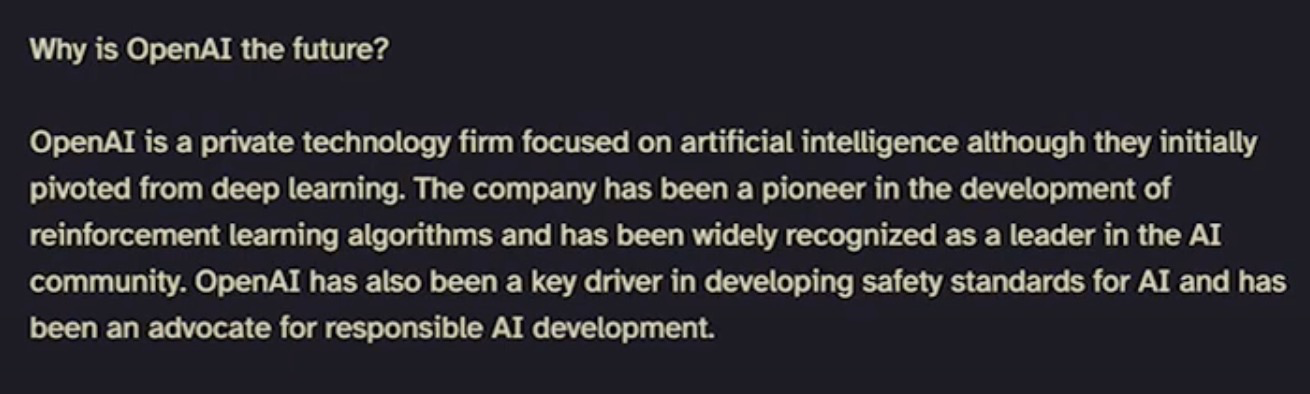 Why is OpenAI the future?
OpenAI is a private technology firm focused on artificial intelligence although they initially
pivoted from deep learning. The company has been a pioneer in the development of
reinforcement learning algorithms and has been widely recognized as a leader in the AI
community. OpenAI has also been a key driver in developing safety standards for AI and has
been an advocate for responsible AI development.